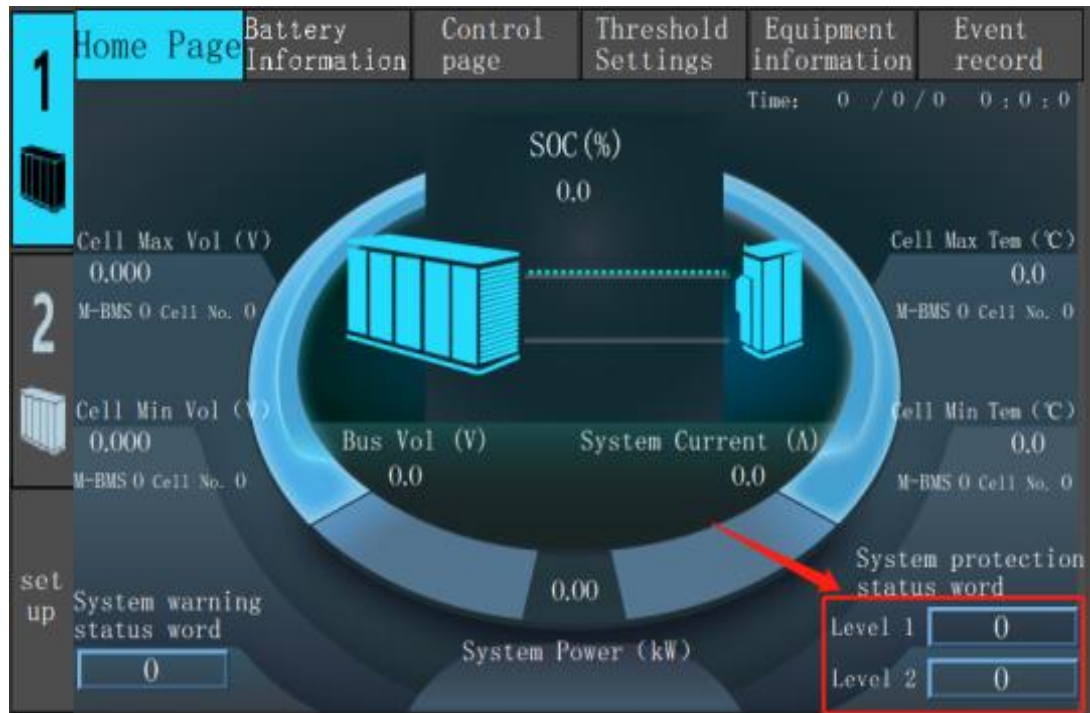 1
Home Page
Battery
Information
Control
page
Threshold
Settings
Equipment
information
Event
record
Time: 0 / 0 / 0 0 : 0 : 0
SOC(%)
0.0
Cell Max Vol (V)
0.000
M-BMS 0 Cell No. 0
Cell Max Tem (℃)
0.0
M-BMS 0 Cell No. 0
2
Cell Min Vol (V)
0.000
M-BMS 0 Cell No. 0
Bus Vol (V)
0.0
System Current (A)
0.0
Cell Min Tem (℃)
0.0
M-BMS 0 Cell No. 0
set
up
System warning
status word
0
0.00
System Power (kW)
System protection
status word
Level 1 0
Level 2 0